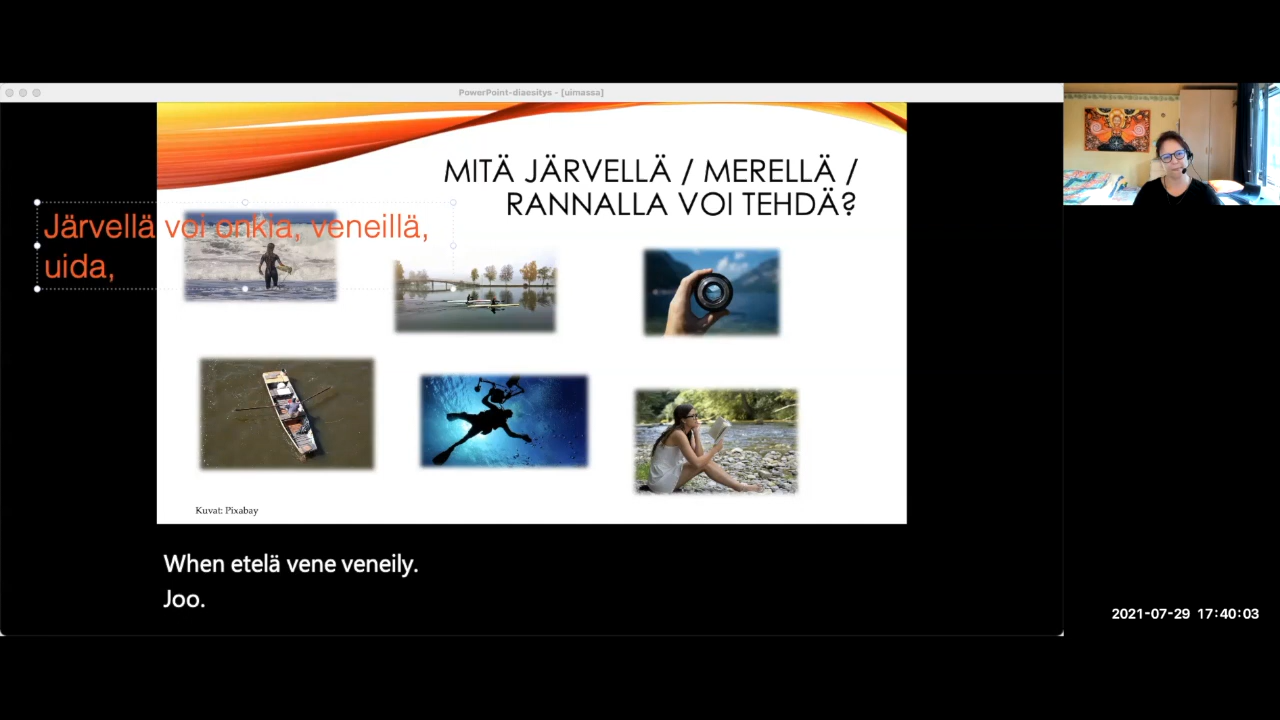 PowerPoint-diaesitys - [uimassa]
MITÄ JÄRVELLÄ / MERELLÄ /
RANNALLA VOI TEHDÄ?
Järvellä voi onkia, veneillä,
uida,
Kuvat: Pixabay
When etelä vene veneily.
Joo.
2021-07-29 17:40:03